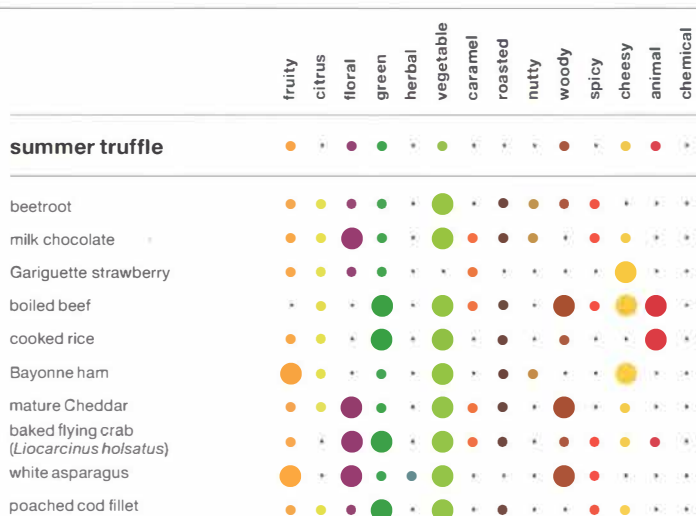 fruity
citrus
floral
green
herbal
vegetable
caramel
roasted
nutty
woody
spicy
cheesy
animal
chemical
summer truffle
beetroot
milk chocolate
Gariguette strawberry
boiled beef
cooked rice
Bayonne ham
mature Cheddar
baked flying crab
(Liocarcinus holsatus)
white asparagus
poached cod fillet